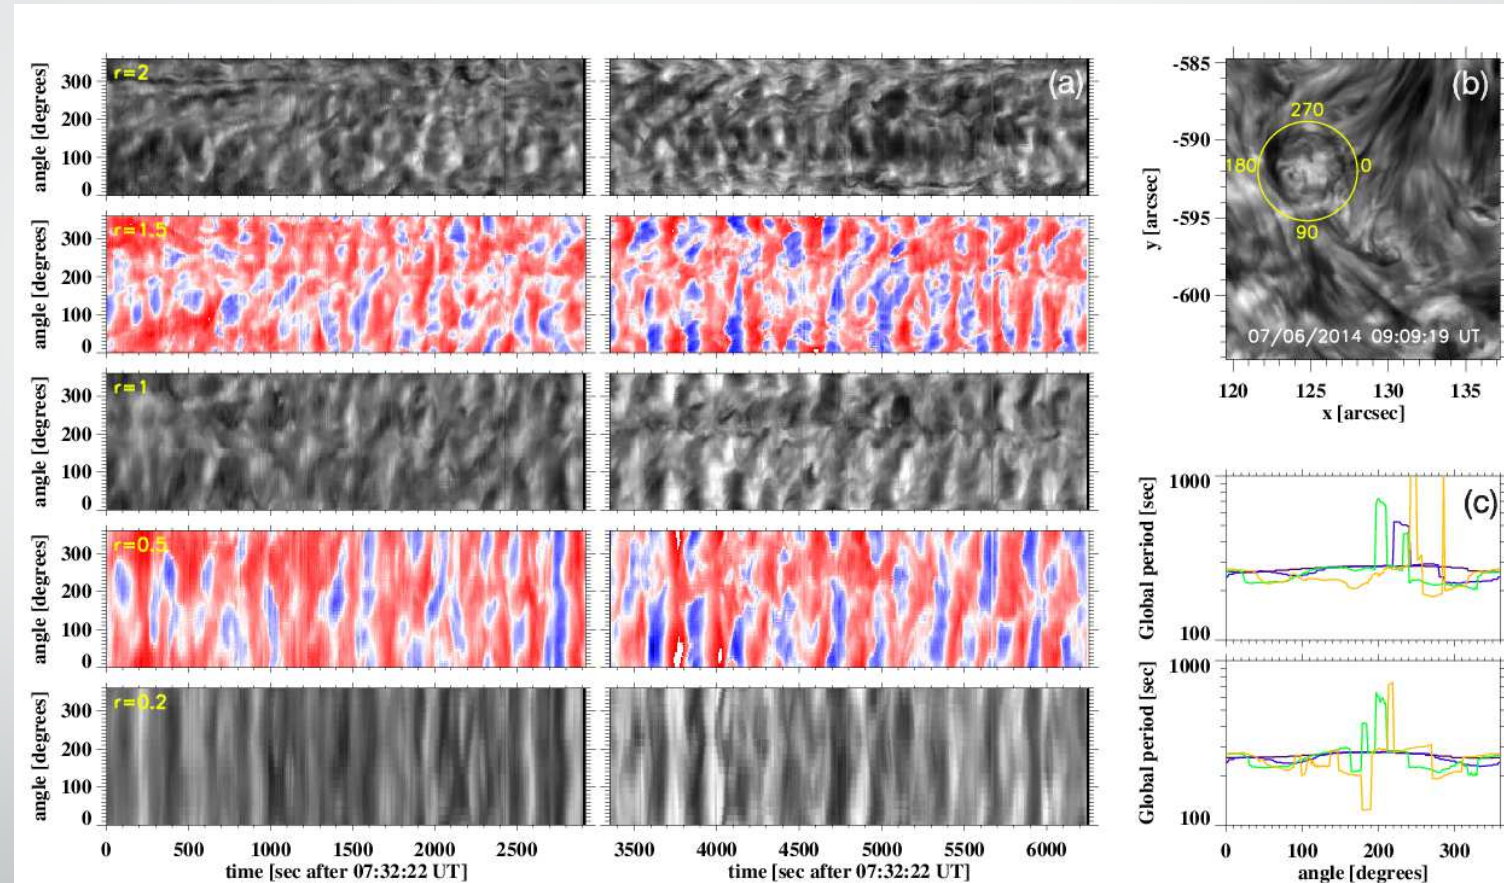 r=2
(a)
angle [degrees]
300
200
100
0
r=1.5
angle [degrees]
300
200
100
0
r=1
angle [degrees]
300
200
100
0
r=0.5
angle [degrees]
300
200
100
0
r=0.2
angle [degrees]
300
200
100
0
0 500 1000 1500 2000 2500
time [sec after 07:32:22 UT]
3500 4000 4500 5000 5500 6000
time [sec after 07:32:22 UT]
(b)
-585
-590
-595
-600
y [arcsec]
270
180
0
90
07/06/2014 09:09:19 UT
120 125 130 135
x [arcsec]
(c)
1000
Global period [sec]
100
1000
Global period [sec]
100
0 100 200 300
angle [degrees]